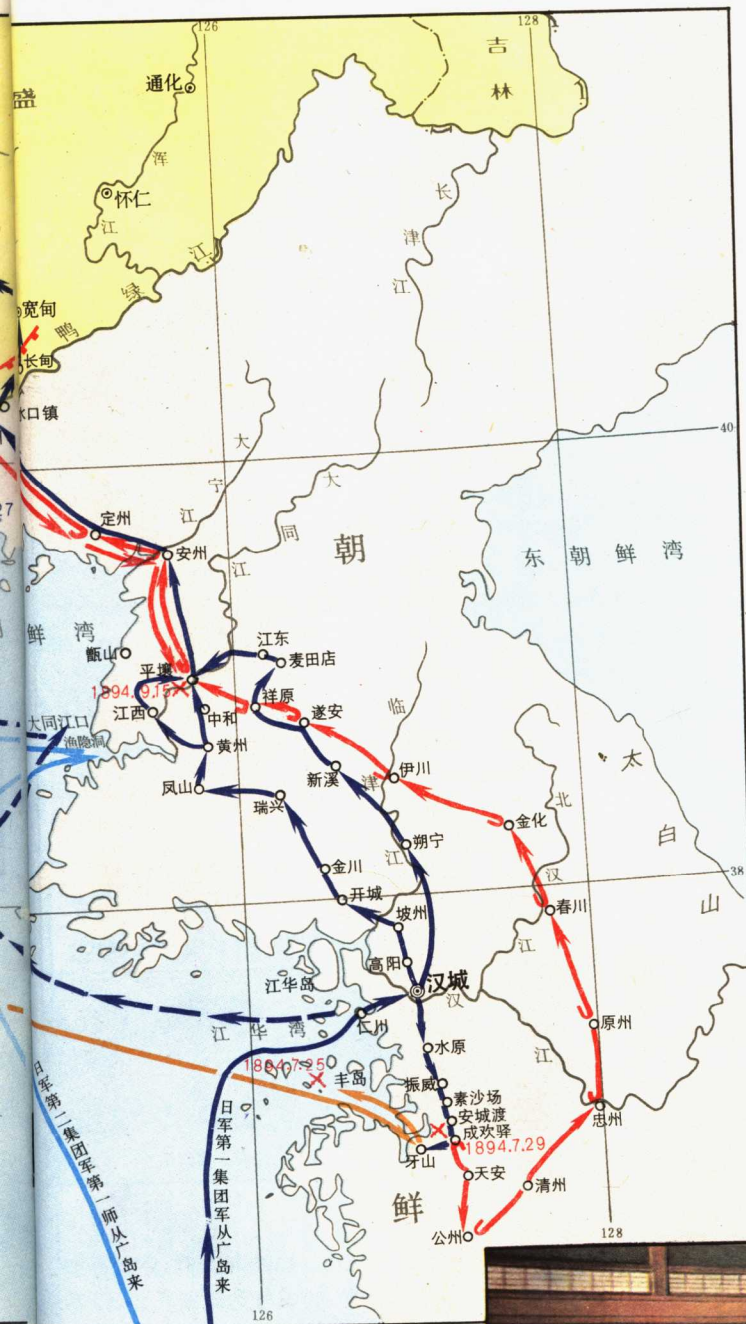 126
128
吉林
盛
通化
浑江
怀仁
鸭绿江
长津江
宽甸
长甸
水口镇
40
27
大宁江
大同江
定州
安州
朝鲜
东朝鲜湾
鲜湾
甑山
平壤
1894.9.15
江东
麦田店
祥原
江西
中和
遂安
大同江口
渔隐洞
黄州
凤山
瑞兴
新溪
伊川
临津江
金化
太白山
朔宁
金川
开城
坡州
高阳
汉城
北汉江
春川
38
江华岛
江华湾
仁川
汉江
原州
水原
1894.7.25
丰岛
振威
素沙场
安城渡
成欢驿
1894.7.29
牙山
忠州
天安
清州
公州
日军第二集团军第一师从广岛来
日军第一集团军从广岛来
126
128